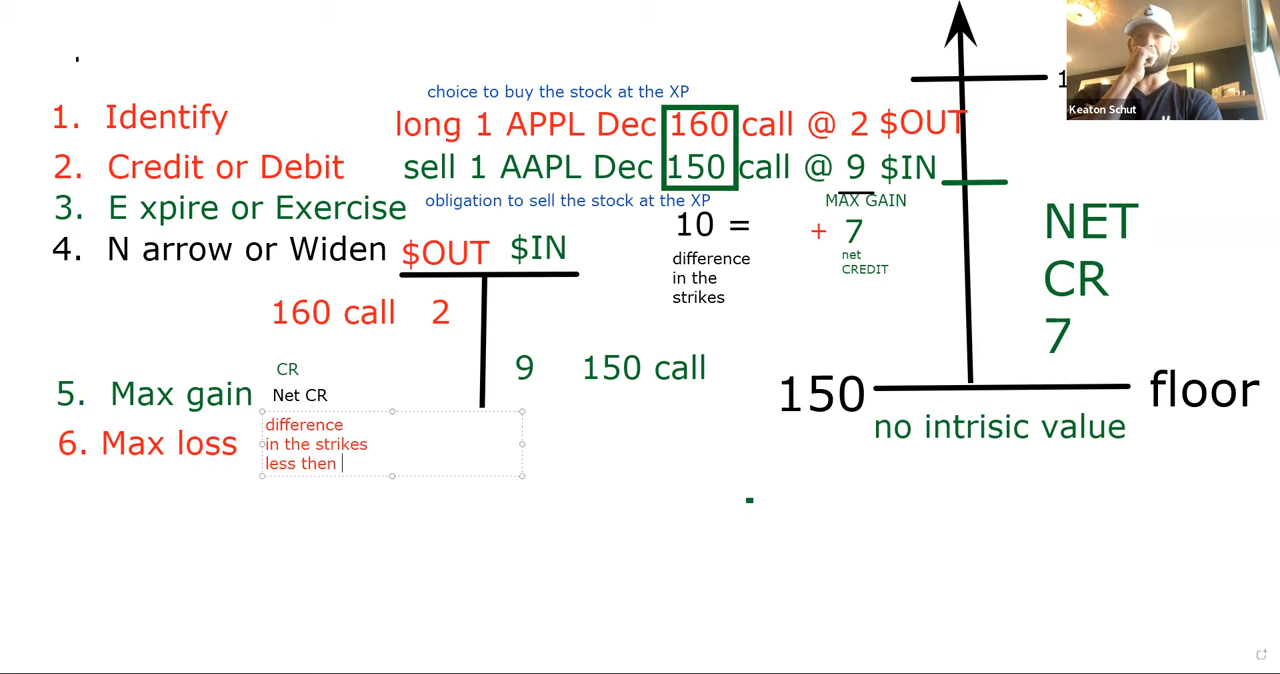 choice to buy the stock at the XP
1. Identify
long 1 APPL Dec 160 call @ 2 $OUT
2. Credit or Debit
sell 1 AAPL Dec 150 call @ 9 $IN
3. E xpire or Exercise
obligation to sell the stock at the XP
MAX GAIN
4. N arrow or Widen
$OUT $IN
10 =
difference
in the
strikes
+ 7
net
CREDIT
160 call 2
9 150 call
CR
5. Max gain
Net CR
6. Max loss
difference
in the strikes
less then
NET
CR
7
150
floor
no intrisic value
Keaton Schut